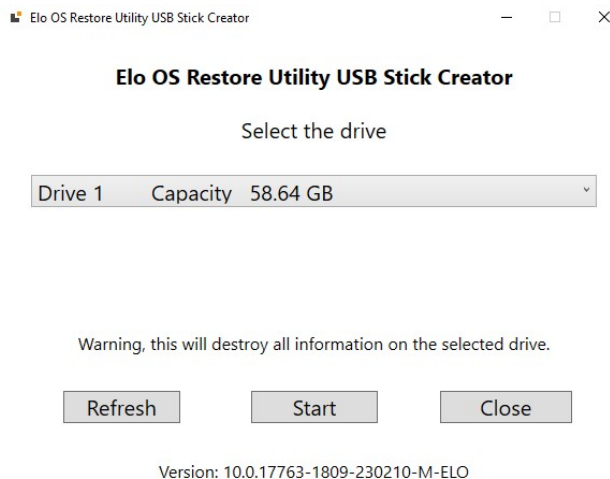 Elo OS Restore Utility USB Stick Creator
Elo OS Restore Utility USB Stick Creator
Select the drive
Drive 1 Capacity 58.64 GB
Warning, this will destroy all information on the selected drive.
Refresh Start Close
Version: 10.0.17763-1809-230210-M-ELO